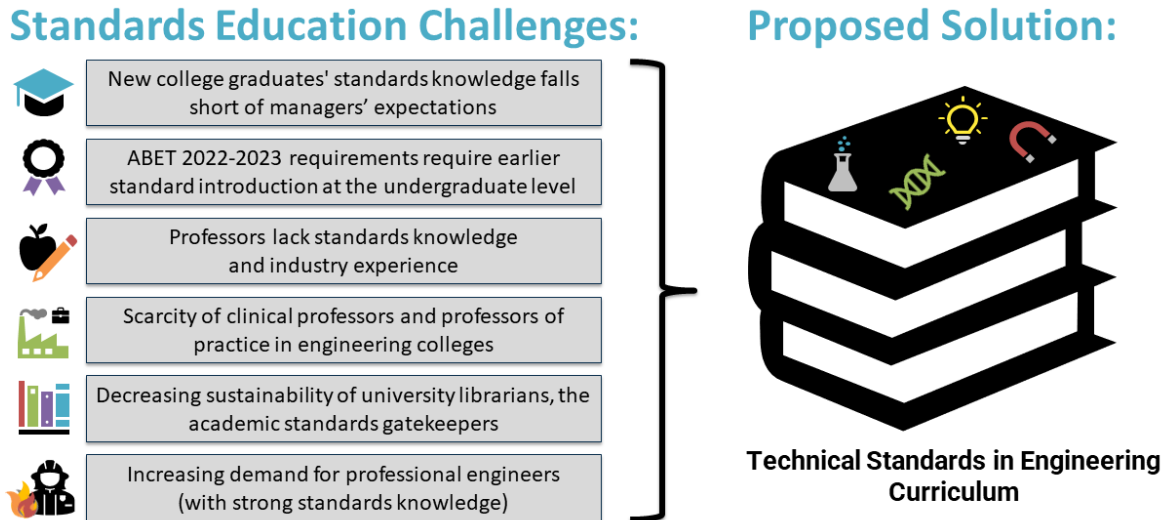 Standards Education Challenges:
New college graduates' standards knowledge falls
short of managers’ expectations
ABET 2022-2023 requirements require earlier
standard introduction at the undergraduate level
Professors lack standards knowledge
and industry experience
Scarcity of clinical professors and professors of
practice in engineering colleges
Decreasing sustainability of university librarians, the
academic standards gatekeepers
Increasing demand for professional engineers
(with strong standards knowledge)
Proposed Solution:
Technical Standards in Engineering
Curriculum